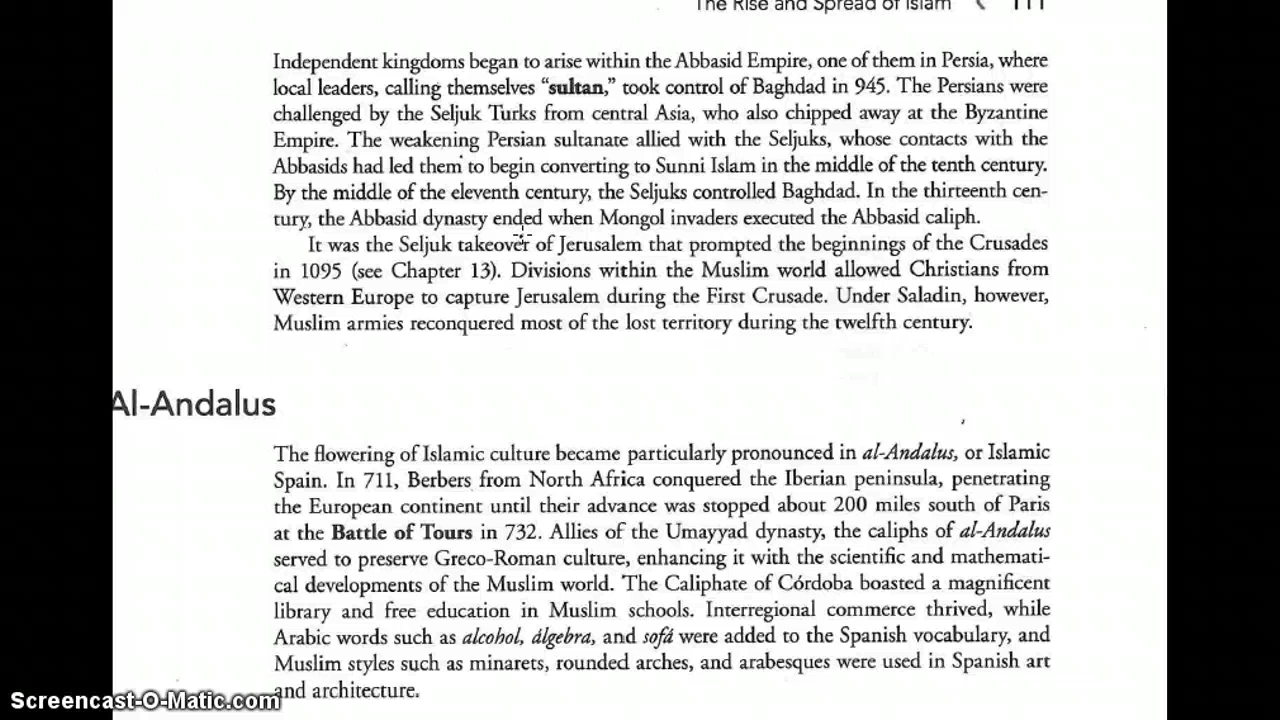 The Rise and Spread of Islam 111
Independent kingdoms began to arise within the Abbasid Empire, one of them in Persia, where
local leaders, calling themselves “sultan,” took control of Baghdad in 945. The Persians were
challenged by the Seljuk Turks from central Asia, who also chipped away at the Byzantine
Empire. The weakening Persian sultanate allied with the Seljuks, whose contacts with the
Abbasids had led them to begin converting to Sunni Islam in the middle of the tenth century.
By the middle of the eleventh century, the Seljuks controlled Baghdad. In the thirteenth cen-
tury, the Abbasid dynasty ended when Mongol invaders executed the Abbasid caliph.
It was the Seljuk takeover of Jerusalem that prompted the beginnings of the Crusades
in 1095 (see Chapter 13). Divisions within the Muslim world allowed Christians from
Western Europe to capture Jerusalem during the First Crusade. Under Saladin, however,
Muslim armies reconquered most of the lost territory during the twelfth century.
Al-Andalus
The flowering of Islamic culture became particularly pronounced in al-Andalus, or Islamic
Spain. In 711, Berbers from North Africa conquered the Iberian peninsula, penetrating
the European continent until their advance was stopped about 200 miles south of Paris
at the Battle of Tours in 732. Allies of the Umayyad dynasty, the caliphs of al-Andalus
served to preserve Greco-Roman culture, enhancing it with the scientific and mathemati-
cal developments of the Muslim world. The Caliphate of Córdoba boasted a magnificent
library and free education in Muslim schools. Interregional commerce thrived, while
Arabic words such as alcohol, álgebra, and sofá were added to the Spanish vocabulary, and
Muslim styles such as minarets, rounded arches, and arabesques were used in Spanish art
and architecture.
Screencast-O-Matic.com